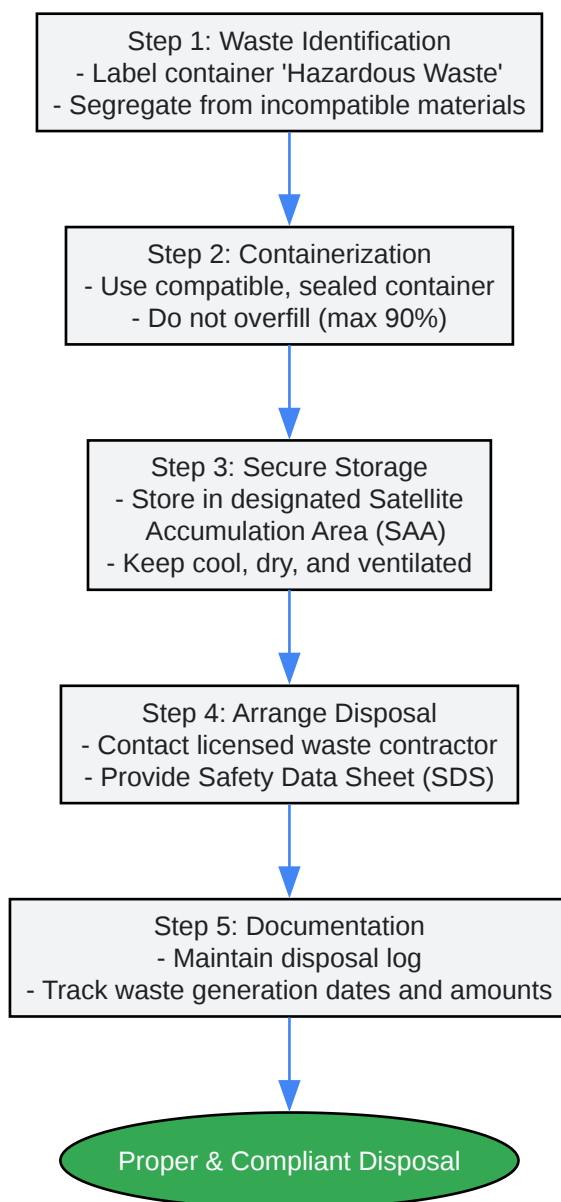 Step 1: Waste Identification
- Label container 'Hazardous Waste'
- Segregate from incompatible materials
Step 2: Containerization
- Use compatible, sealed container
- Do not overfill (max 90%)
Step 3: Secure Storage
- Store in designated Satellite
Accumulation Area (SAA)
- Keep cool, dry, and ventilated
Step 4: Arrange Disposal
- Contact licensed waste contractor
- Provide Safety Data Sheet (SDS)
Step 5: Documentation
- Maintain disposal log
- Track waste generation dates and amounts
Proper & Compliant Disposal